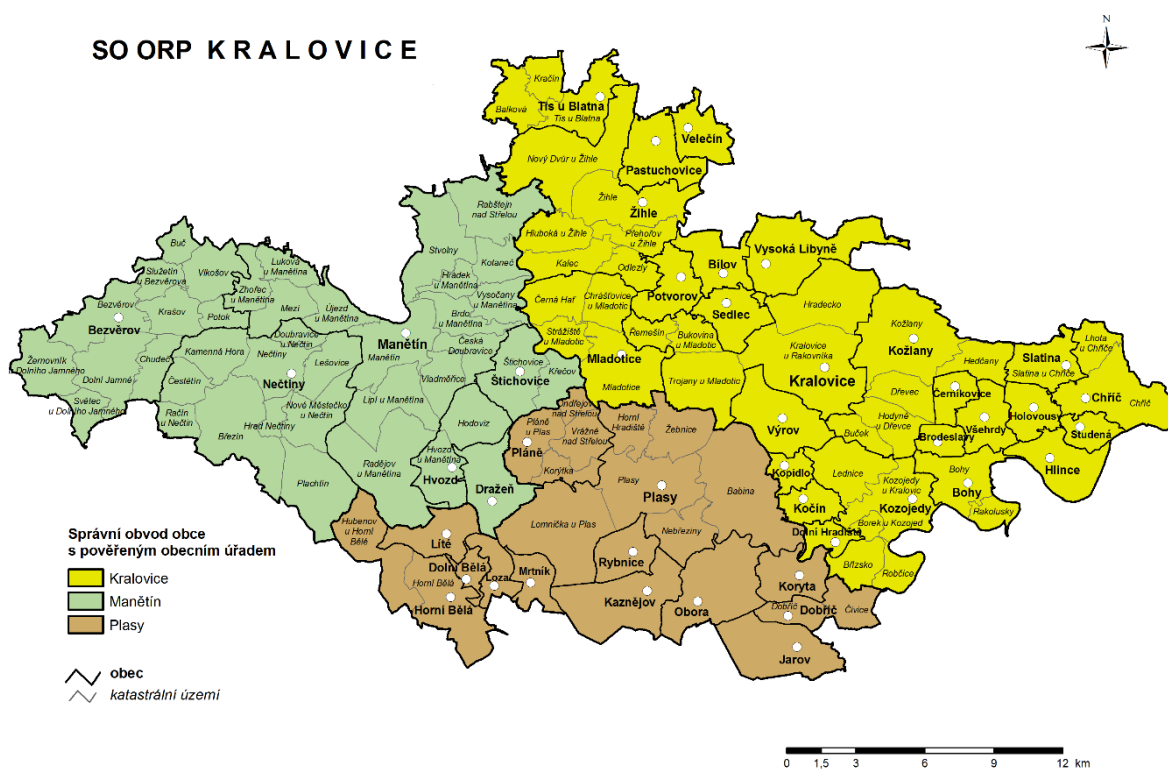 SO ORP K R A L O V I C E
N
Kračín
Balková
Tis u Blatna
Tis u Blatna
Velečín
Pastuchovice
Nový Dvůr u Žihle
Žihle
Žihle
Rabštejn
nad Střelou
Hluboká u Žihle
Přehořov
u Žihle
Stvolny
Kotaneč
Kalec
Odlezly
Bílov
Vysoká Libyně
Buč
Služetín
u Bezvěrova
Vlkošov
Luková
u Manětína
Zhořec
u Manětína
Hrádek
u Manětína
Vysočany
u Manětína
Potvorov
Černá Hať
Chrášťovice
u Mladotic
Hradecko
Bezvěrov
Bezvěrov
Krašov
Potok
Mezí
Újezd
u Manětína
Brdo
u Manětína
Sedlec
Kožlany
Kožlany
Strážiště
u Mladotic
Řemešín
Bukovina
u Mladotic
Doubravice
u Nečtin
Manětín
Manětín
Česká
Doubravice
Kralovice
u Rakovníka
Kralovice
Lhota
u Chříče
Hedčany
Slatina
Slatina u Chříče
Žernovník
u Dolního Jamného
Chudeč
Kamenná Hora
Nečtiny
Nečtiny
Lešovice
Štichovice
Štichovice
Křečov
Mladotice
Mladotice
Trojany u Mladotic
Dolní Jamné
Čestětín
Vladměřice
Dřevec
Černíkovice
Chříč
Chříč
Světec
u Dolního Jamného
Račín
u Nečtin
Nové Městečko
u Nečtin
Lipí u Manětína
Hodoviz
Ondřejov
nad Střelou
Horní
Hradiště
Holovousy
Všehrdy
Hrad Nečtiny
Březín
Pláně
u Plas
Vrážné
nad Střelou
Žebnice
Výrov
Hodyně
u Dřevce
Buček
Brodeslavy
Studená
Pláně
Hvozd
u Manětína
Hvozd
Radějov
u Manětína
Korýtka
Kopidlo
Lednice
Bohy
Bohy
Hlince
Plachtín
Dražeň
Plasy
Plasy
Babina
Kočín
Kozojedy
u Kralovic
Kozojedy
Rakolusky
Hubenov
u Horní
Bělé
Lomnička u Plas
Nebřeziny
Dolní Hradiště
Borek u Kozojed
Líté
Dolní Bělá
Loza
Mrtník
Rybnice
Břízsko
Robčice
Horní Bělá
Horní Bělá
Kaznějov
Obora
Koryta
Dobříč
Dobříč
Čivice
Jarov
Správní obvod obce
s pověřeným obecním úřadem
Kralovice
Manětín
Plasy
obec
katastrální území
0 1,5 3 6 9 12 km